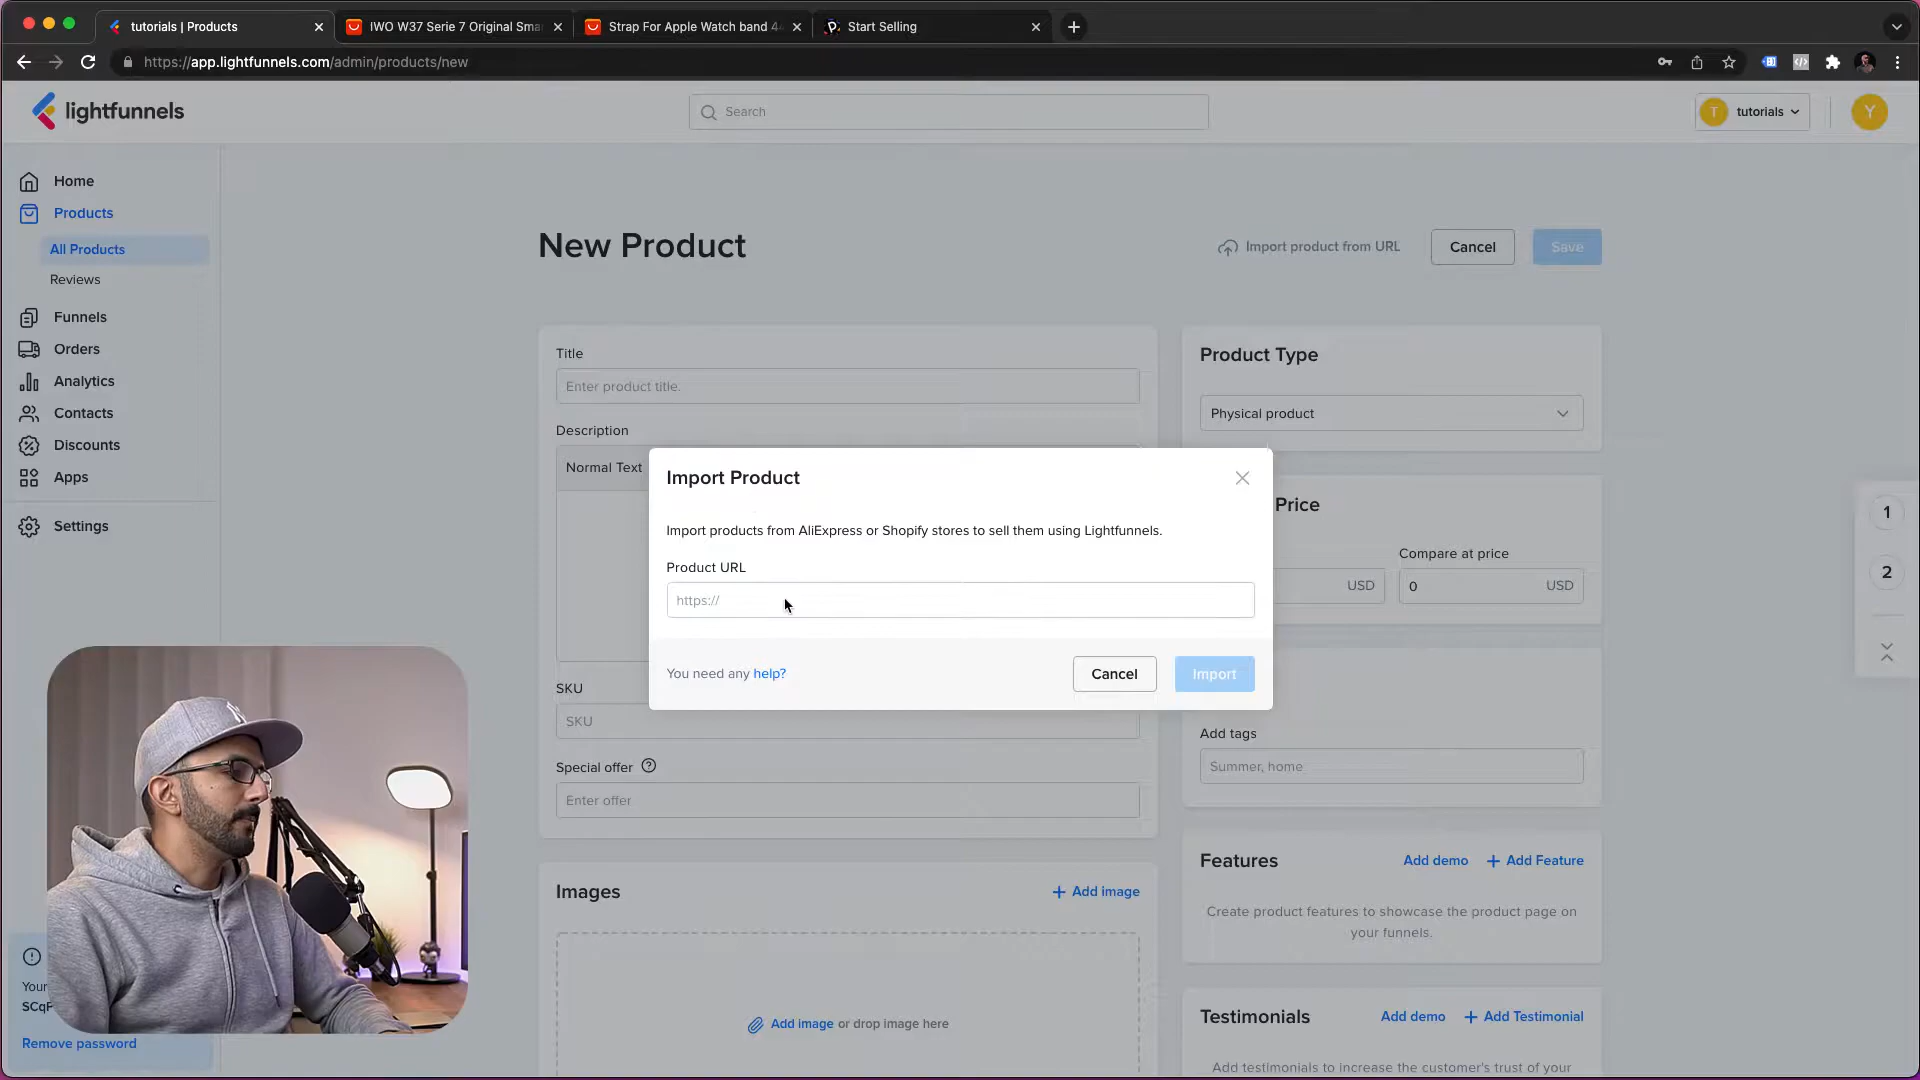 tutorials | Products
IWO W37 Serie 7 Original Sma
Strap For Apple Watch band 44
Start Selling
https://app.lightfunnels.com/admin/products/new
lightfunnels
Search
T
tutorials
Y
Home
Products
All Products
Reviews
Funnels
Orders
Analytics
Contacts
Discounts
Apps
Settings
New Product
Import product from URL
Cancel
Save
Title
Enter product title.
Description
Normal Text
SKU
SKU
Special offer
Enter offer
Images
Add image
Add image or drop image here
Product Type
Physical product
Price
Compare at price
USD
0
USD
Add tags
Summer, home
Features
Add demo
Add Feature
Create product features to showcase the product page on
your funnels.
Testimonials
Add demo
Add Testimonial
Add testimonials to increase the customer's trust of your
1
2
Import Product
Import products from AliExpress or Shopify stores to sell them using Lightfunnels.
Product URL
https://
You need any help?
Cancel
Import
Your
Remove password